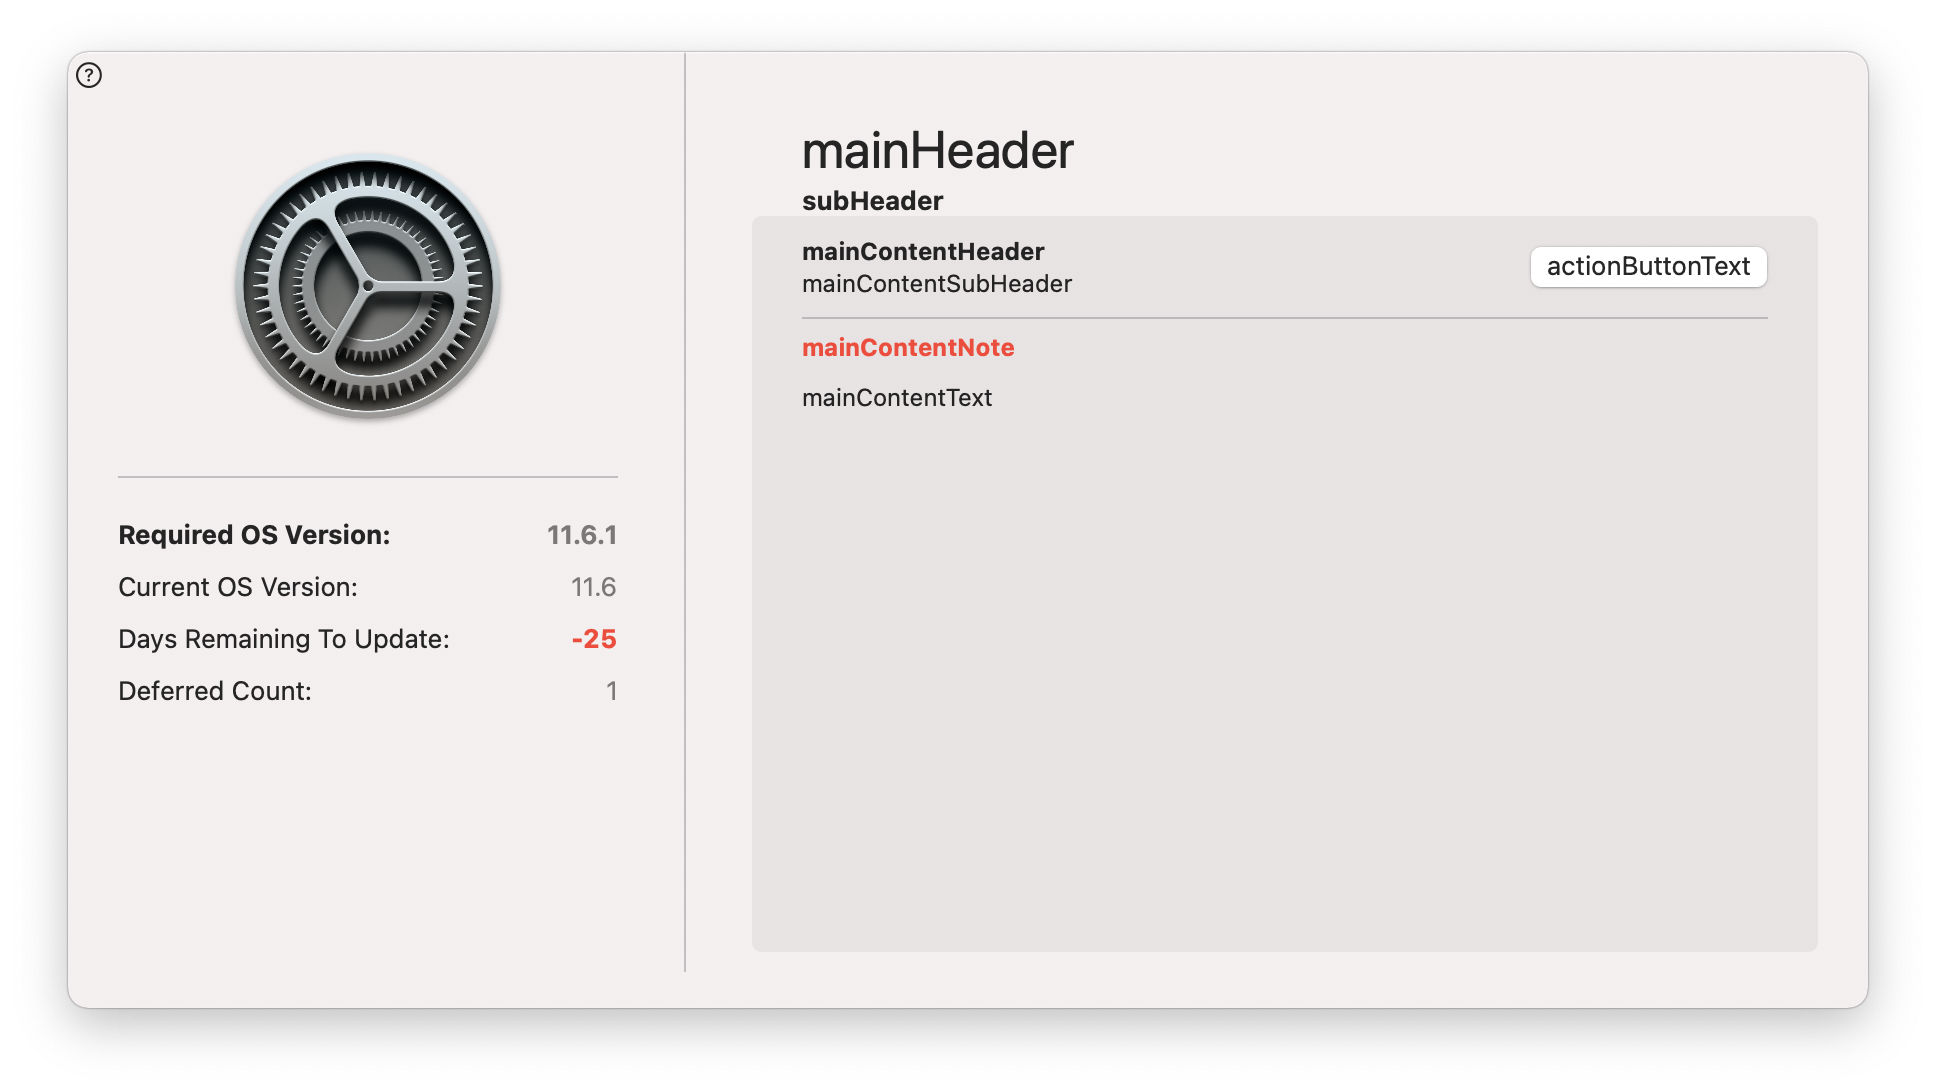 ?
Required OS Version: 11.6.1
Current OS Version: 11.6
Days Remaining To Update: -25
Deferred Count: 1
mainHeader
subHeader
mainContentHeader
mainContentSubHeader
actionButtonText
mainContentNote
mainContentText